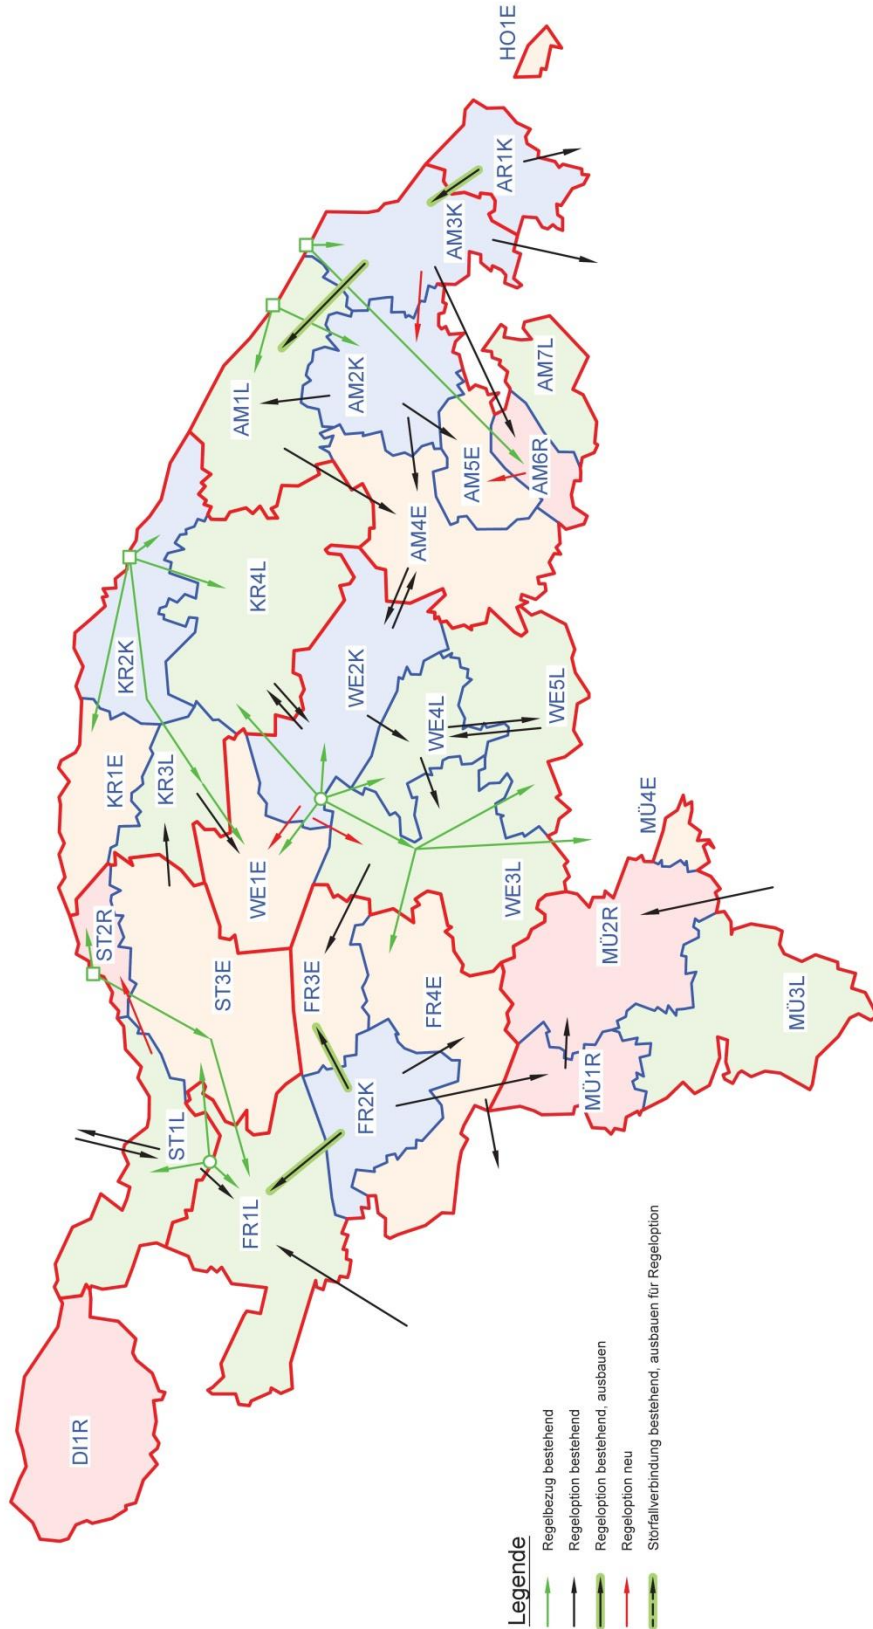 DI1R
ST1L
ST2R
ST3E
FR1L
FR2K
FR3E
FR4E
KR1E
KR2K
KR3L
KR4L
WE1E
WE2K
WE3L
WE4L
WE5L
AM1L
AM2K
AM3K
AM4E
AM5E
AM6R
AM7L
AR1K
HO1E
MÜ1R
MÜ2R
MÜ3L
MÜ4E
Legende
Regelbezug bestehend
Regeloption bestehend
Regeloption bestehend, ausbauen
Regeloption neu
Störfallverbindung bestehend, ausbauen für Regeloption